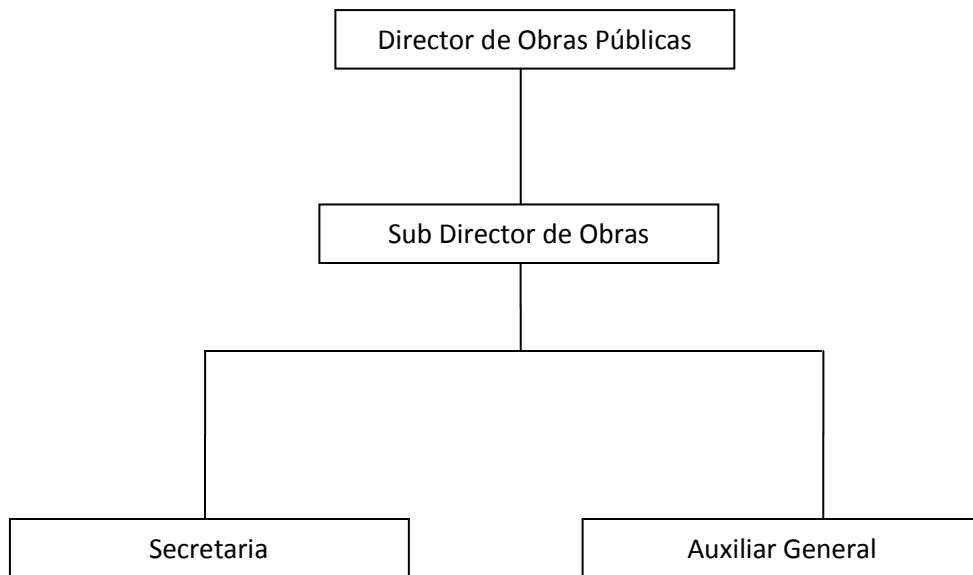 Director de Obras Públicas
Sub Director de Obras
Secretaria
Auxiliar General